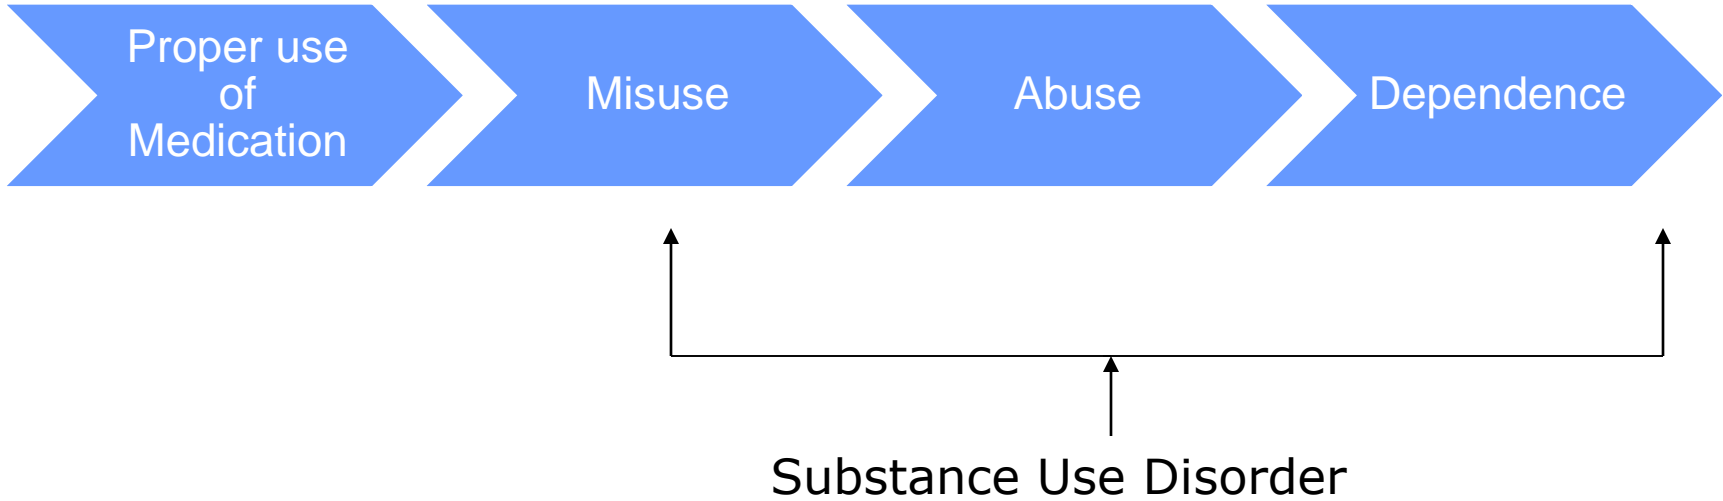 Proper use
of
Medication
Misuse
Abuse
Dependence
Substance Use Disorder